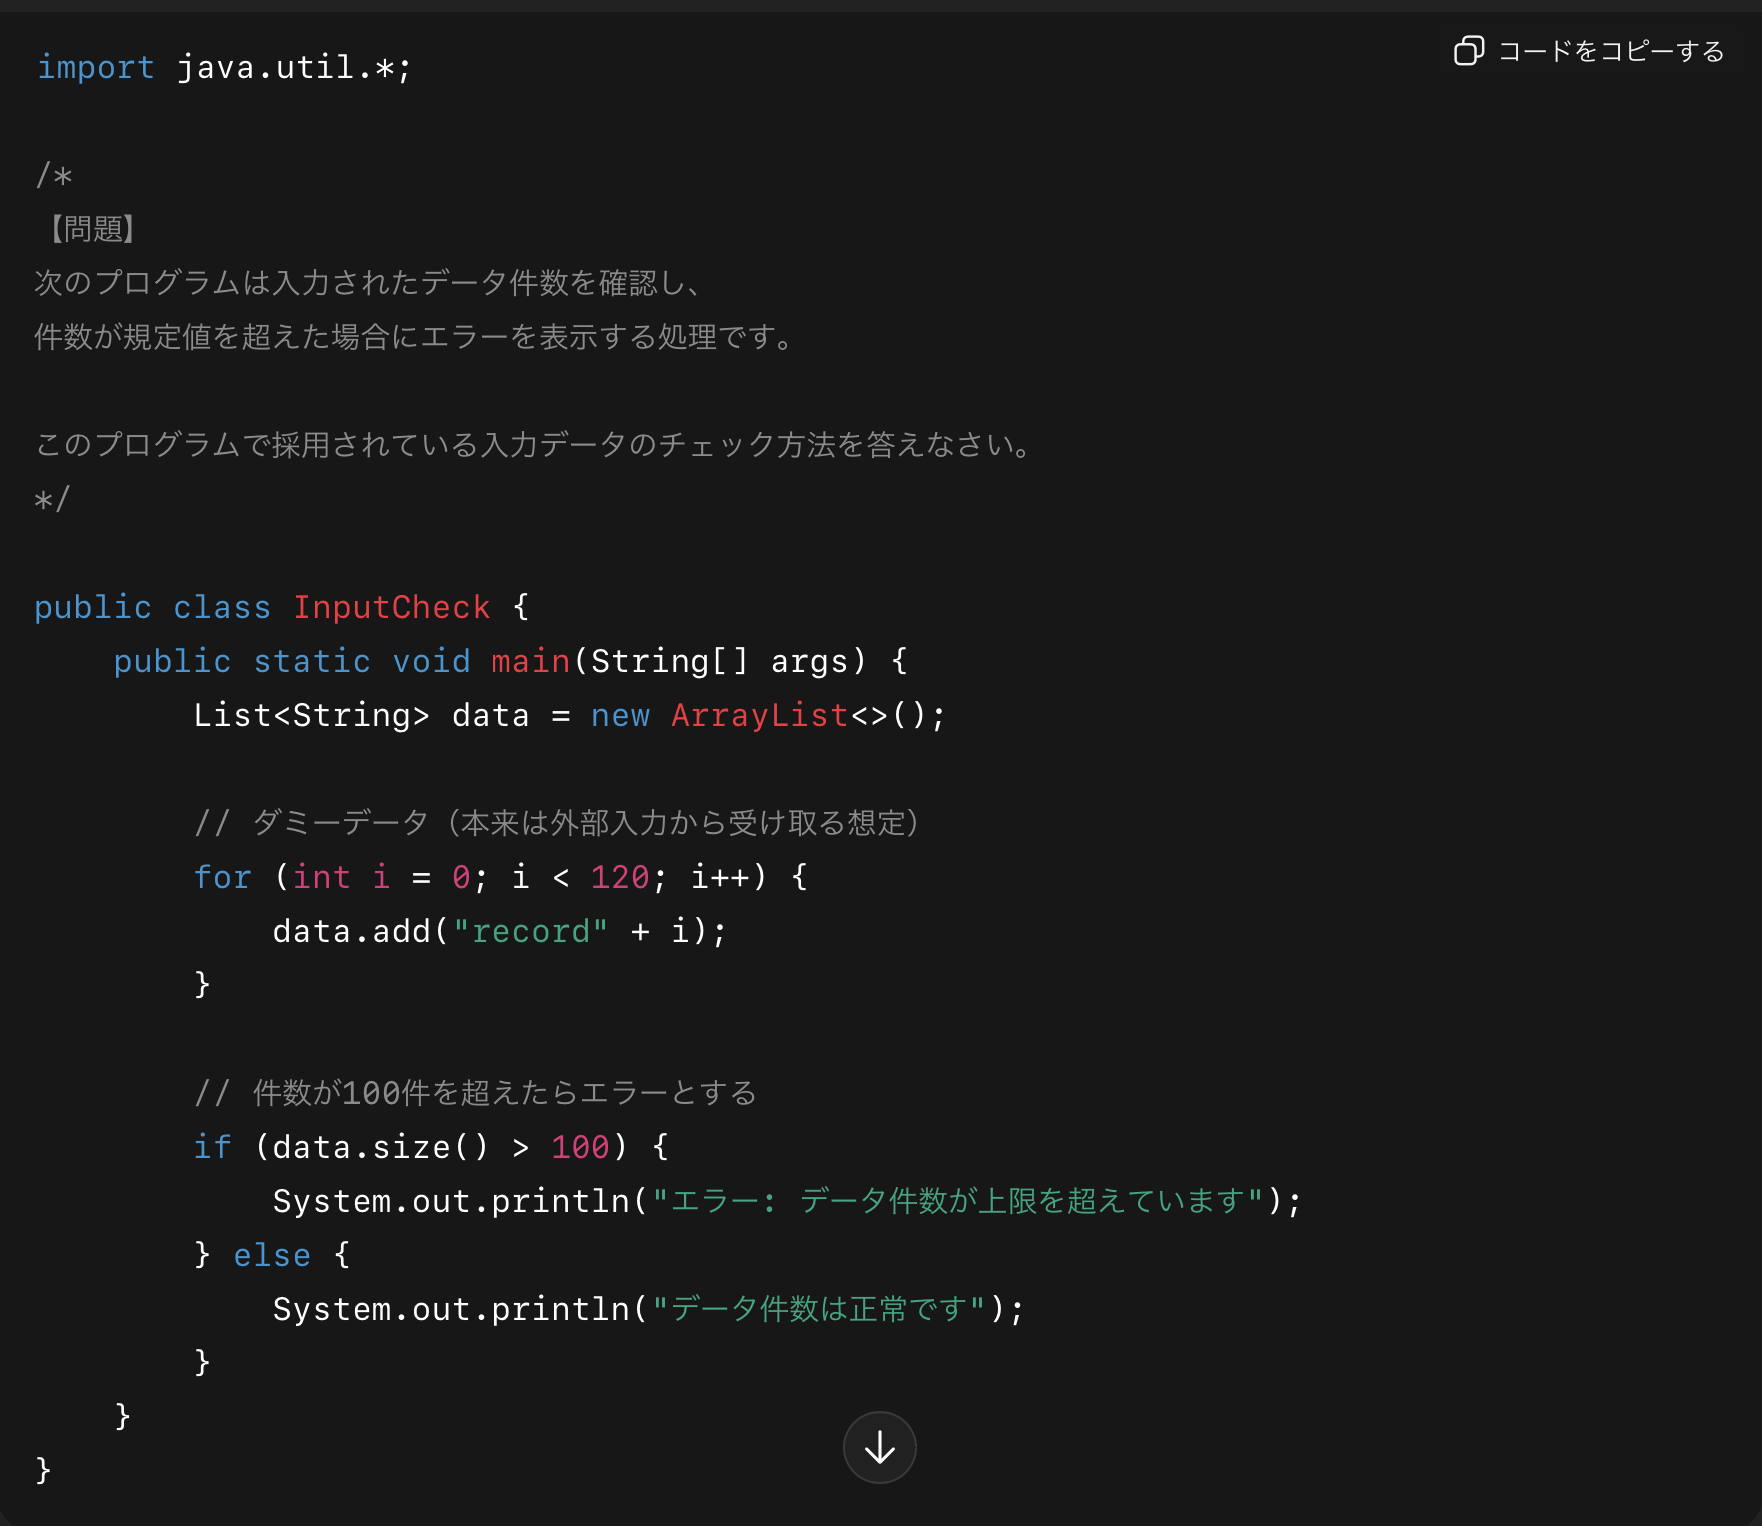 コードをコピーする
import java.util.*;
/*
【問題】
次のプログラムは入力されたデータ件数を確認し、
件数が規定値を超えた場合にエラーを表示する処理です。
このプログラムで採用されている入力データのチェック方法を答えなさい。
*/
public class InputCheck {
    public static void main(String[] args) {
        List<String> data = new ArrayList<>();
        // ダミーデータ（本来は外部入力から受け取る想定）
        for (int i = 0; i < 120; i++) {
            data.add("record" + i);
        }
        // 件数が100件を超えたらエラーとする
        if (data.size() > 100) {
            System.out.println("エラー: データ件数が上限を超えています");
        } else {
            System.out.println("データ件数は正常です");
        }
    }
}